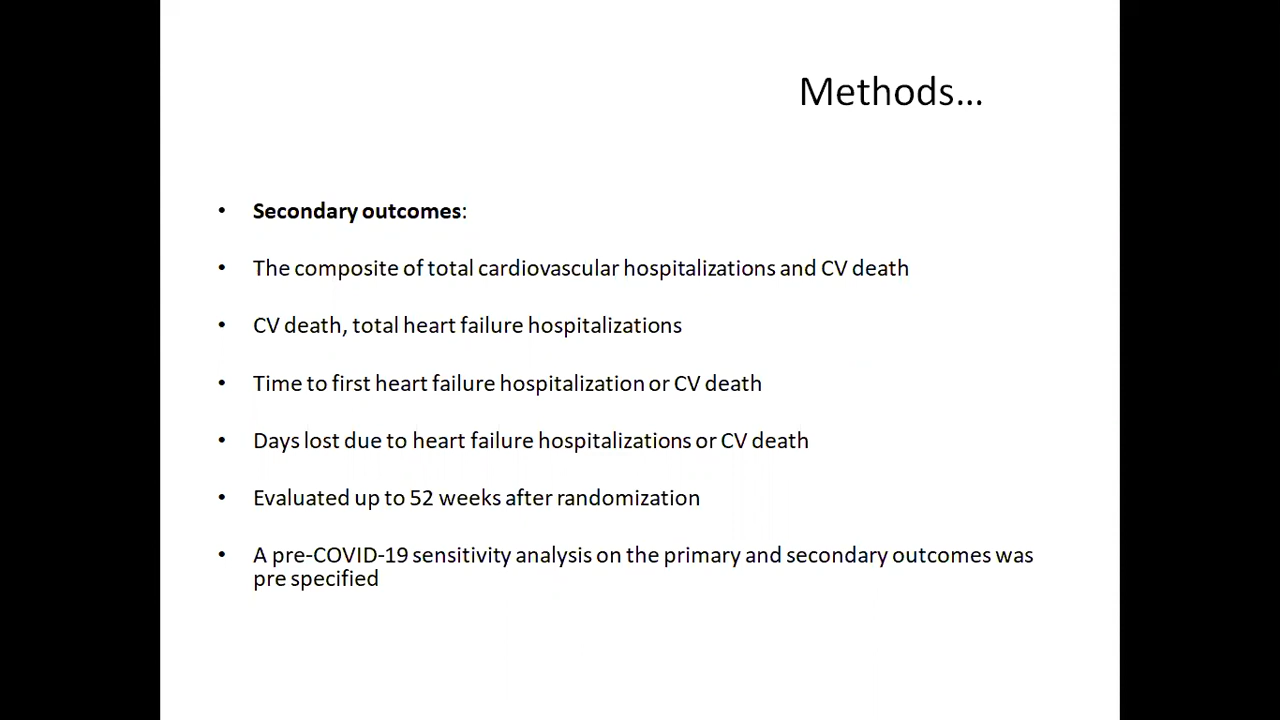 Methods...
• Secondary outcomes:
• The composite of total cardiovascular hospitalizations and CV death
• CV death, total heart failure hospitalizations
• Time to first heart failure hospitalization or CV death
• Days lost due to heart failure hospitalizations or CV death
• Evaluated up to 52 weeks after randomization
• A pre-COVID-19 sensitivity analysis on the primary and secondary outcomes was
pre specified